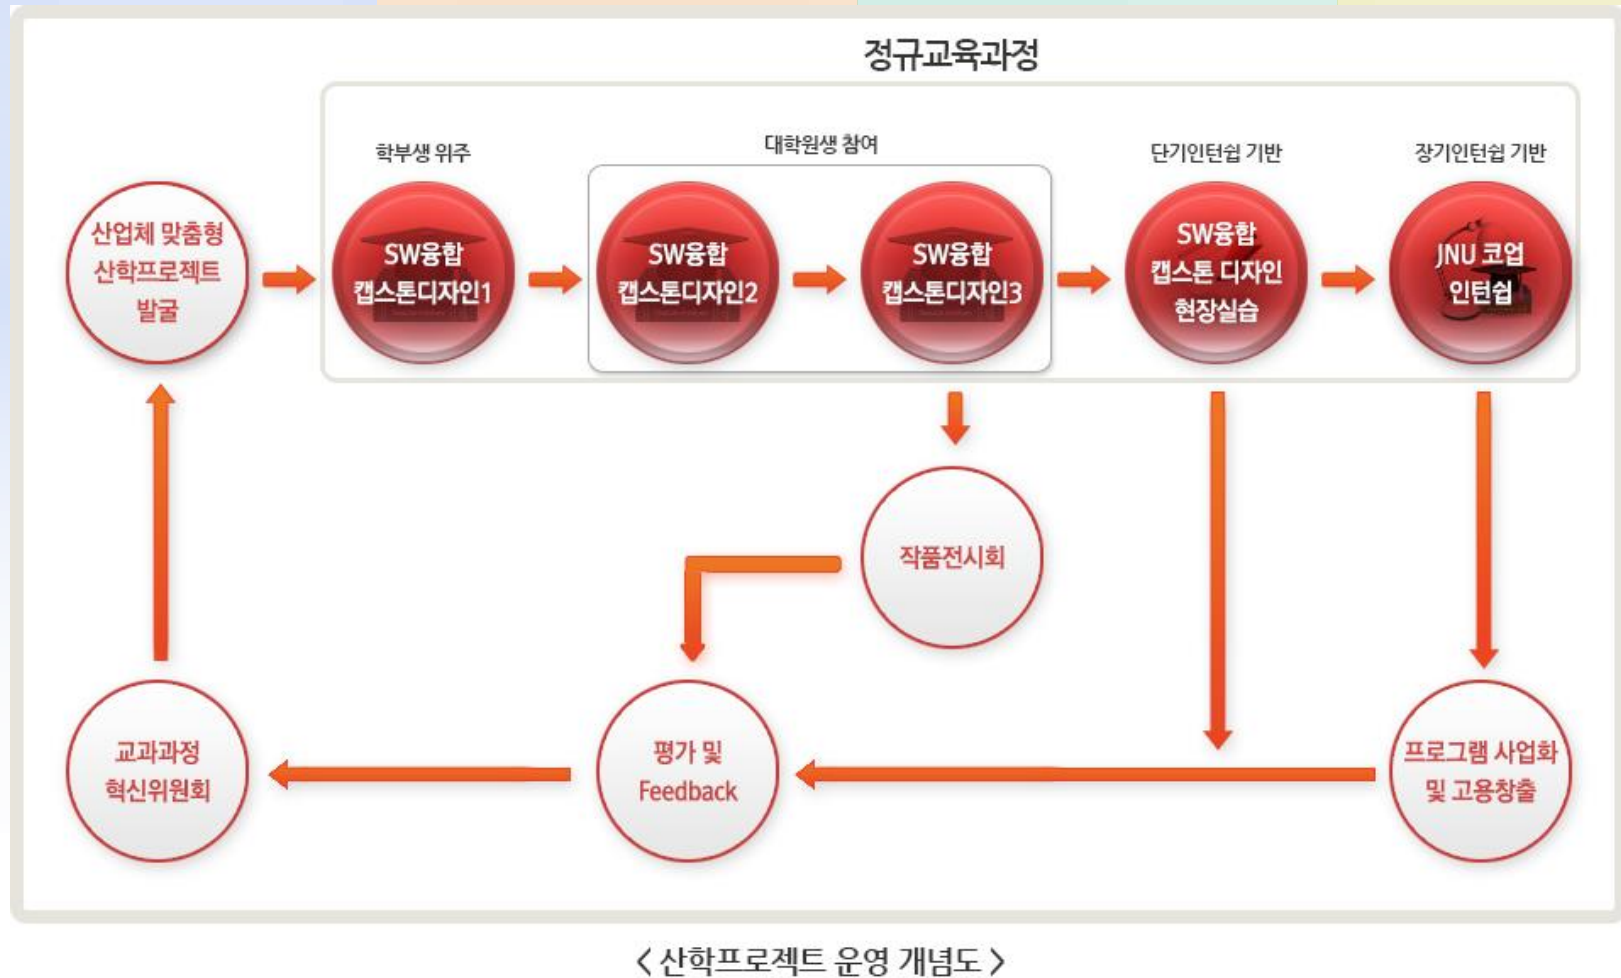 정규교육과정
학부생 위주
대학원생 참여
단기인턴쉽 기반
장기인턴쉽 기반
산업체 맞춤형
산학프로젝트
발굴
SW융합
캡스톤디자인1
SW융합
캡스톤디자인2
SW융합
캡스톤디자인3
SW융합
캡스톤 디자인
현장실습
JNU 코업
인턴쉽
작품전시회
교과과정
혁신위원회
평가 및
Feedback
프로그램 사업화
및 고용창출
< 산학프로젝트 운영 개념도 >